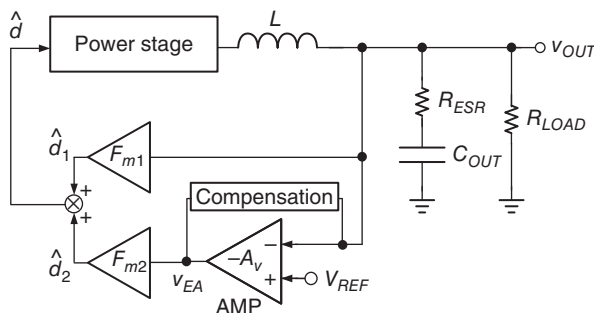 d̂
Power stage
L
v_OUT
R_ESR
R_LOAD
C_OUT
d̂_1
F_m1
+
+
Compensation
d̂_2
F_m2
v_EA
−A_v
−
+
AMP
V_REF